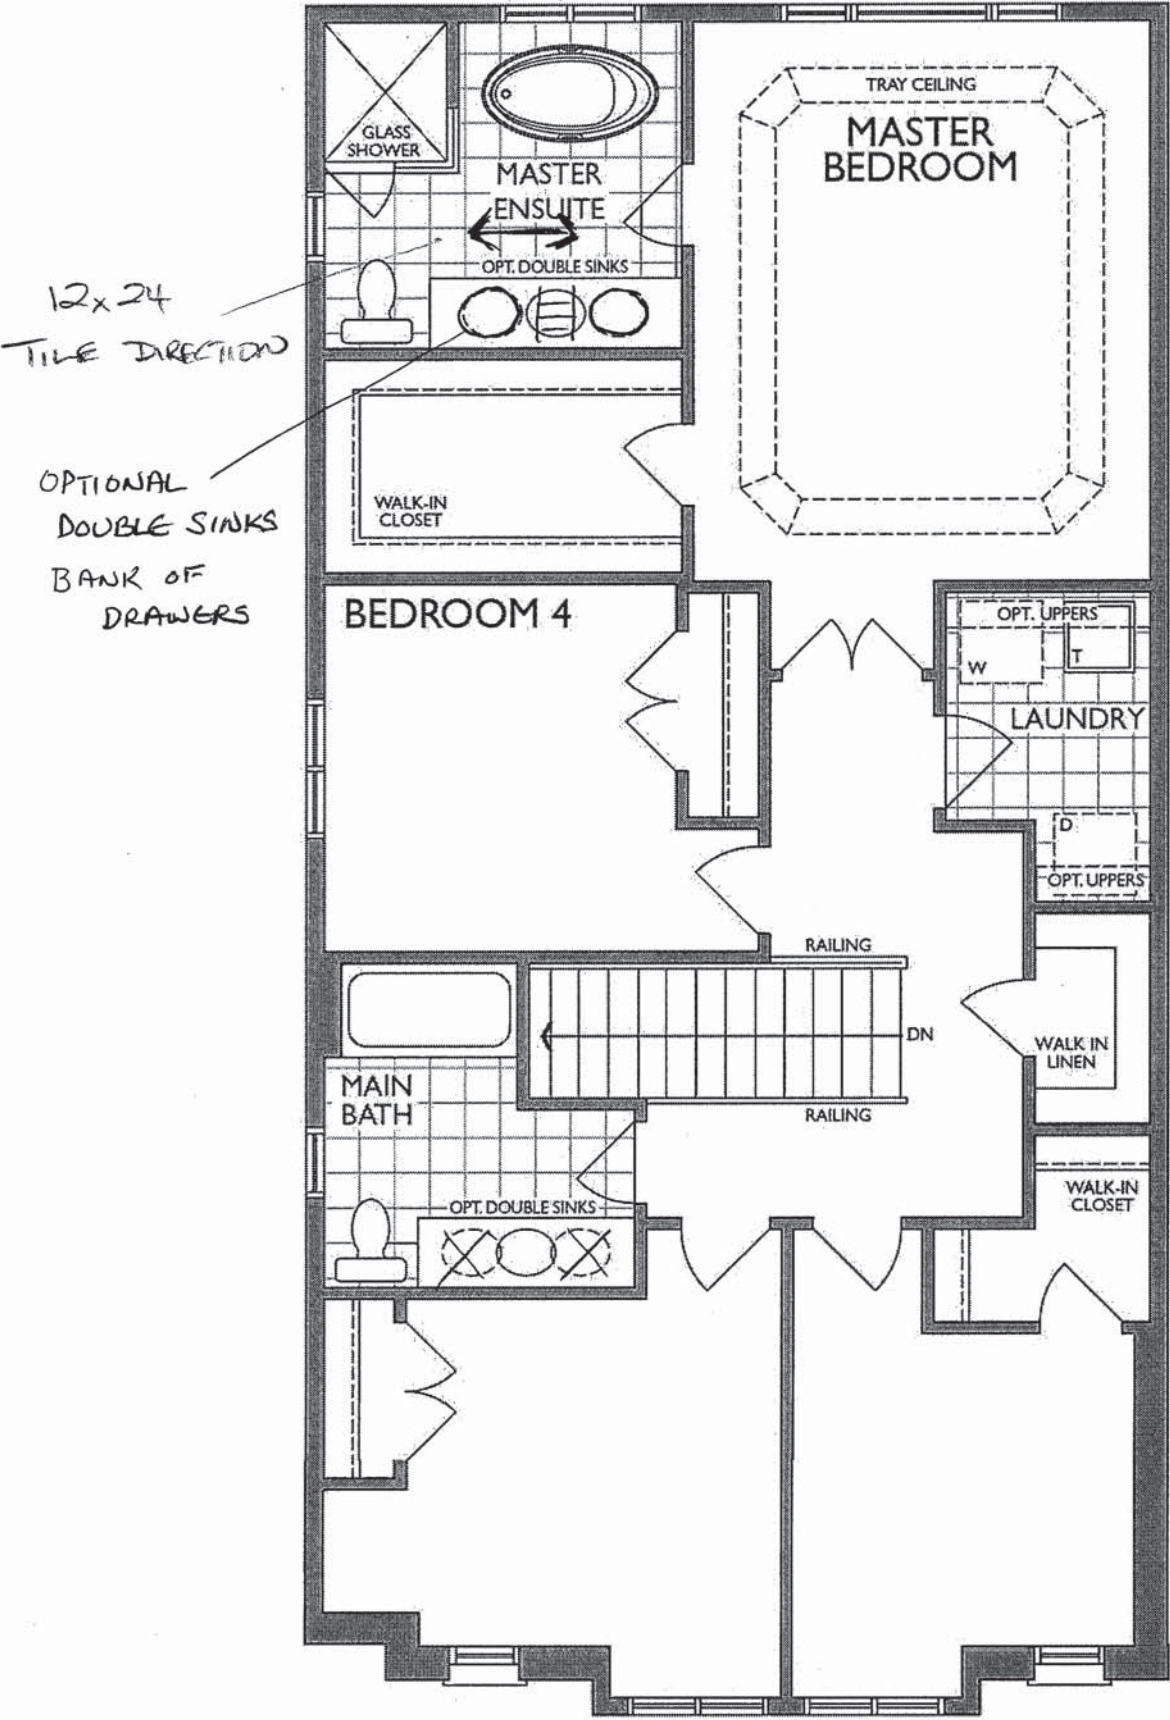 TRAY CEILING
MASTER
BEDROOM
GLASS
SHOWER
MASTER
ENSUITE
OPT. DOUBLE SINKS
12x24
TILE DIRECTION
OPTIONAL
DOUBLE SINKS
BANK OF
DRAWERS
WALK-IN
CLOSET
BEDROOM 4
OPT. UPPERS
W
T
LAUNDRY
D
OPT. UPPERS
RAILING
DN
RAILING
WALK IN
LINEN
MAIN
BATH
OPT. DOUBLE SINKS
WALK-IN
CLOSET